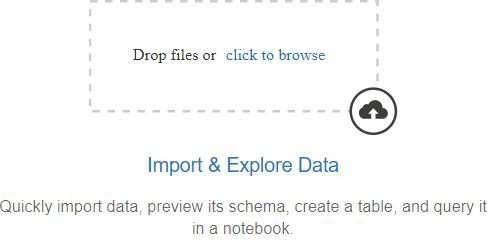 Drop files or click to browse
Import & Explore Data
Quickly import data, preview its schema, create a table, and query it
in a notebook.